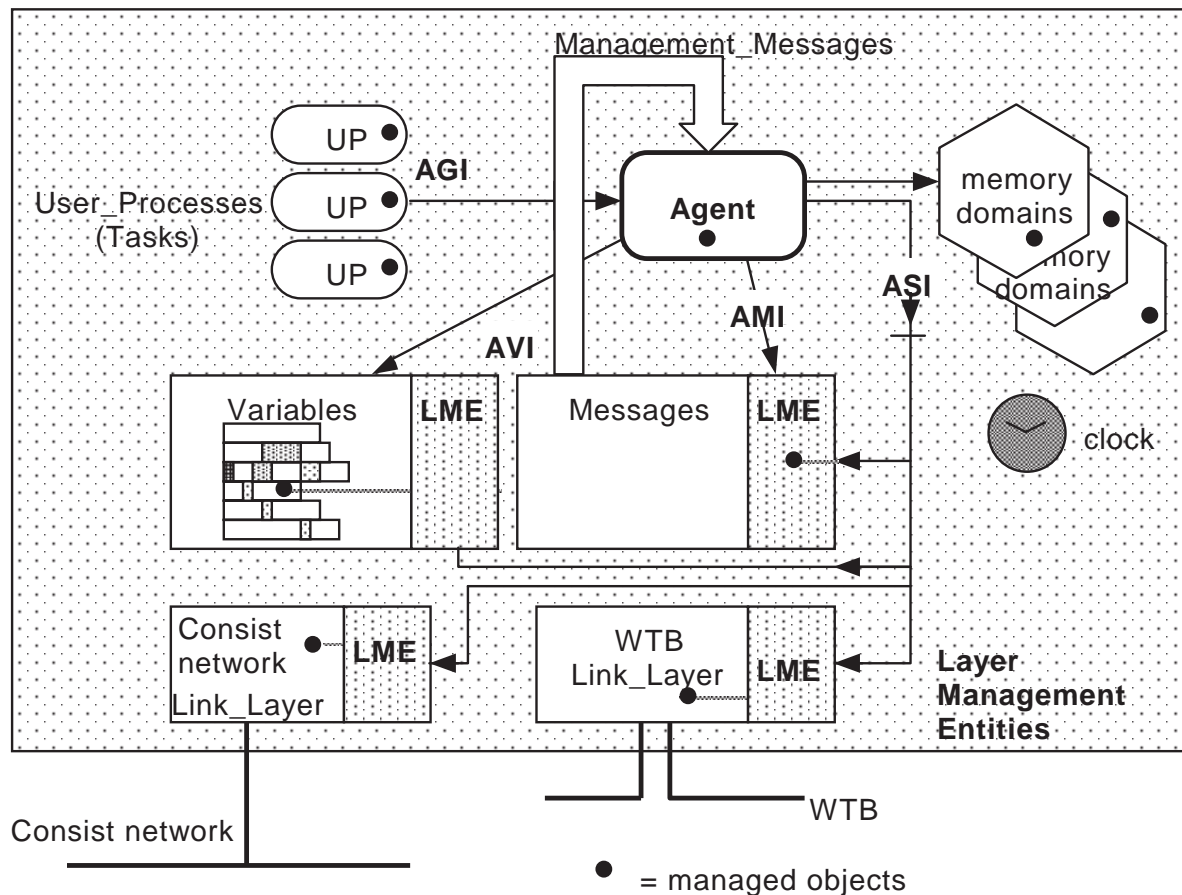 Management_Messages
UP
AGI
User_Processes
(Tasks)
UP
UP
Agent
memory
domains
mory
domains
ASI
AMI
AVI
Variables
LME
Messages
LME
clock
Consist
network
Link_Layer
LME
WTB
Link_Layer
LME
Layer
Management
Entities
Consist network
WTB
= managed objects